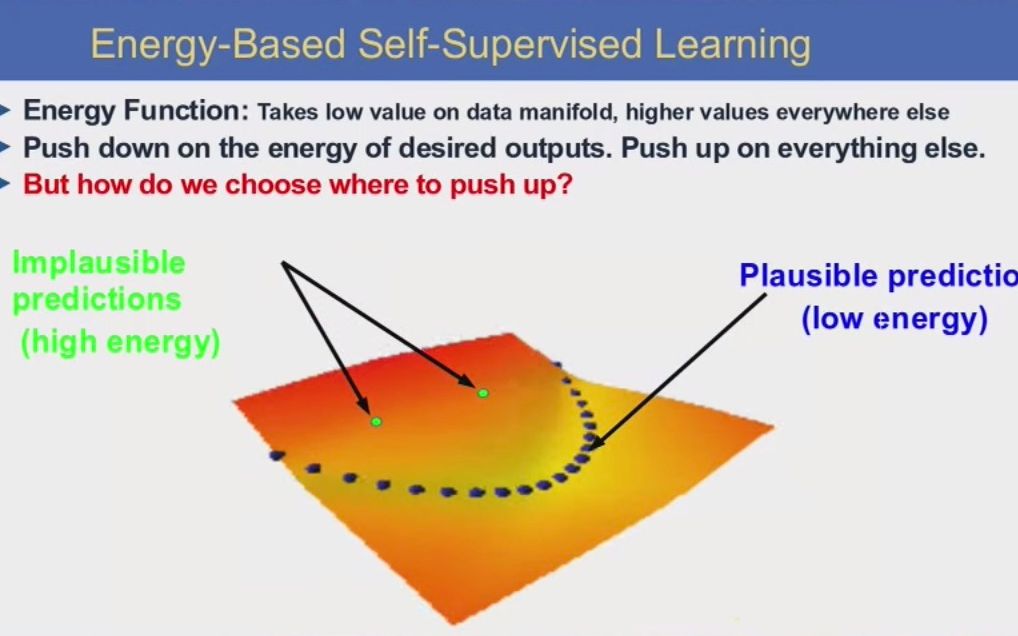 Energy-Based Self-Supervised Learning
Energy Function: Takes low value on data manifold, higher values everywhere else
Push down on the energy of desired outputs. Push up on everything else.
But how do we choose where to push up?
Implausible
predictions
(high energy)
Plausible predictio
(low energy)